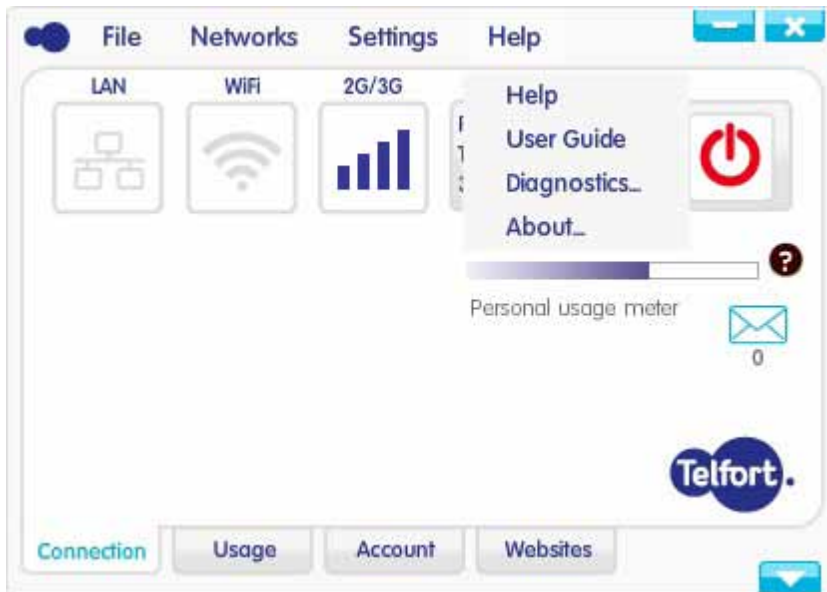 File Networks Settings Help
LAN WiFi 2G/3G
Help
User Guide
Diagnostics...
About...
?
Personal usage meter
0
Telfort.
Connection Usage Account Websites